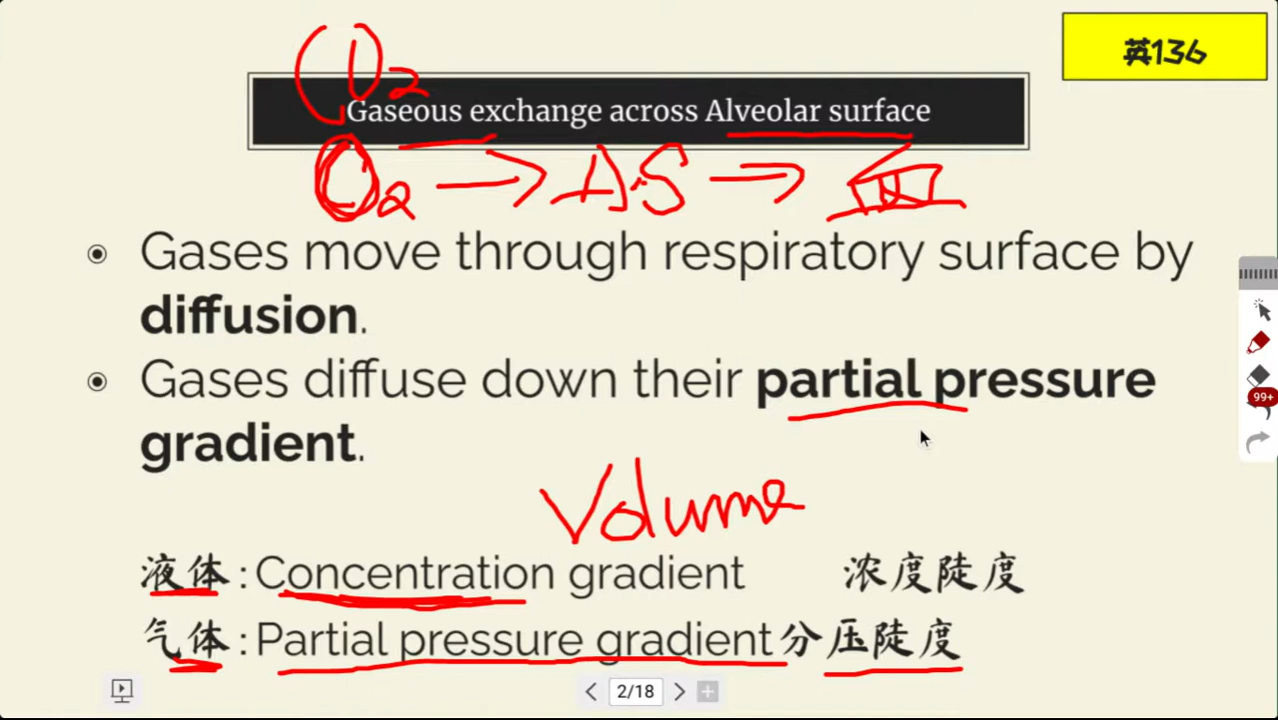 英136
CO2
Gaseous exchange across Alveolar surface
O2 → A.S → 血
Gases move through respiratory surface by
diffusion.
Gases diffuse down their partial pressure
gradient.
99+
Volume
液体 : Concentration gradient 浓度陡度
气体 : Partial pressure gradient 分压陡度
2/18